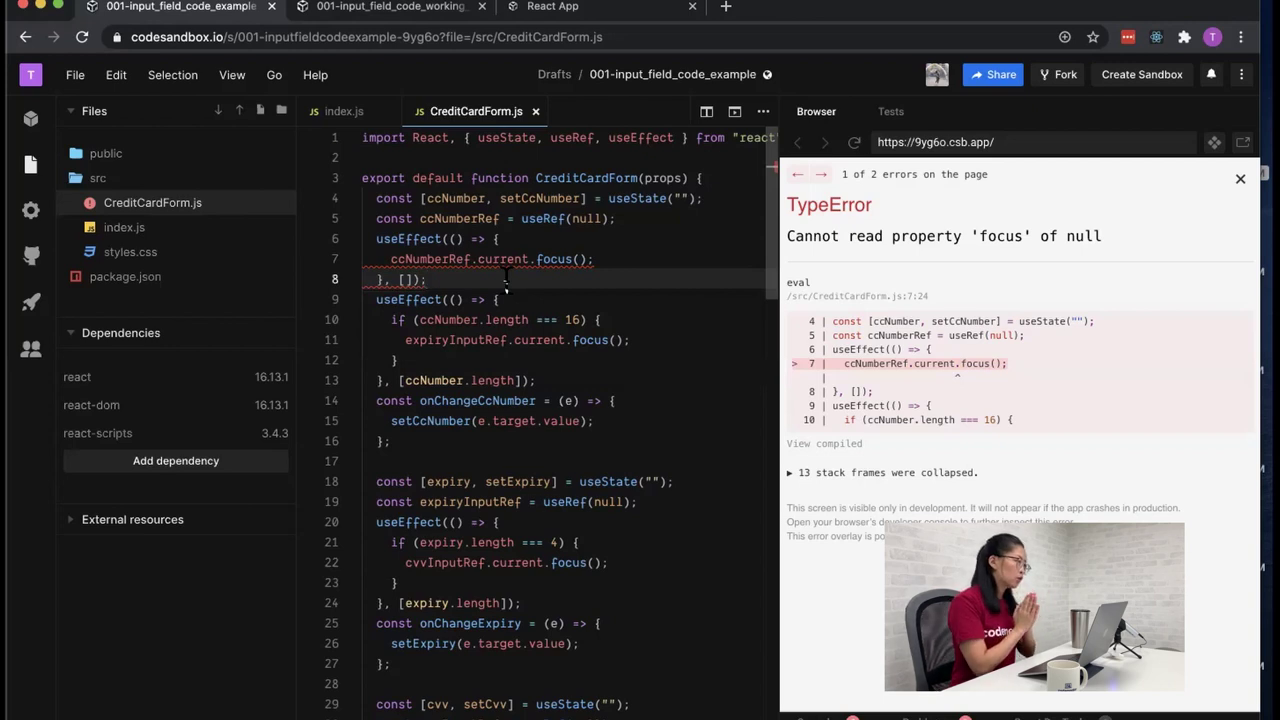 001-input_field_code_example
001-input_field_code_working_
React App
codesandbox.io/s/001-inputfieldcodeexample-9yg6o?file=/src/CreditCardForm.js
T
T
File
Edit
Selection
View
Go
Help
Drafts / 001-input_field_code_example
Share
Fork
Create Sandbox
Files
public
src
CreditCardForm.js
index.js
styles.css
package.json
Dependencies
react 16.13.1
react-dom 16.13.1
react-scripts 3.4.3
Add dependency
External resources
JS index.js
JS CreditCardForm.js
1 import React, { useState, useRef, useEffect } from "react"
2
3 export default function CreditCardForm(props) {
4 const [ccNumber, setCcNumber] = useState("");
5 const ccNumberRef = useRef(null);
6 useEffect(() => {
7 ccNumberRef.current.focus();
8 }, []);
9 useEffect(() => {
10 if (ccNumber.length === 16) {
11 expiryInputRef.current.focus();
12 }
13 }, [ccNumber.length]);
14 const onChangeCcNumber = (e) => {
15 setCcNumber(e.target.value);
16 };
17
18 const [expiry, setExpiry] = useState("");
19 const expiryInputRef = useRef(null);
20 useEffect(() => {
21 if (expiry.length === 4) {
22 cvvInputRef.current.focus();
23 }
24 }, [expiry.length]);
25 const onChangeExpiry = (e) => {
26 setExpiry(e.target.value);
27 };
28
29 const [cvv, setCvv] = useState("");
Browser
Tests
https://9yg6o.csb.app/
1 of 2 errors on the page
TypeError
Cannot read property 'focus' of null
eval
/src/CreditCardForm.js:7:24
4 | const [ccNumber, setCcNumber] = useState("");
5 | const ccNumberRef = useRef(null);
6 | useEffect(() => {
> 7 | ccNumberRef.current.focus();
| ^
8 | }, []);
9 | useEffect(() => {
10 | if (ccNumber.length === 16) {
View compiled
▶ 13 stack frames were collapsed.
This screen is visible only in development. It will not appear if the app crashes in production.
Open your browser's developer console to further inspect this error.
This error overlay is po